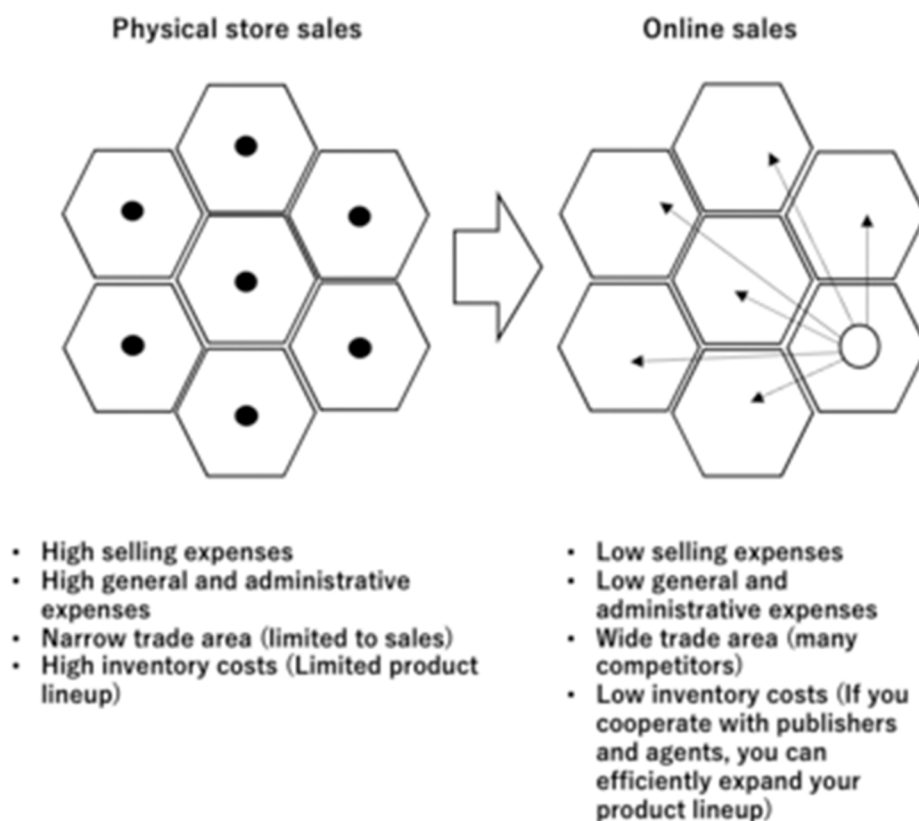 Physical store sales
Online sales
• High selling expenses
• High general and administrative
expenses
• Narrow trade area (limited to sales)
• High inventory costs (Limited product
lineup)
• Low selling expenses
• Low general and
administrative expenses
• Wide trade area (many
competitors)
• Low inventory costs (If you
cooperate with publishers
and agents, you can
efficiently expand your
product lineup)